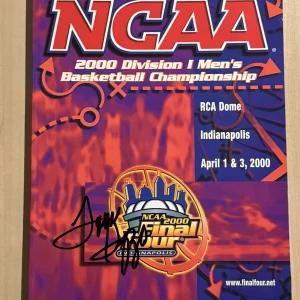 NCAA
2000 Division I Men's
Basketball Championship
RCA Dome
Indianapolis
April 1 & 3, 2000
NCAA 2000
Final
Four
INDIANAPOLIS
www.finalfour.net